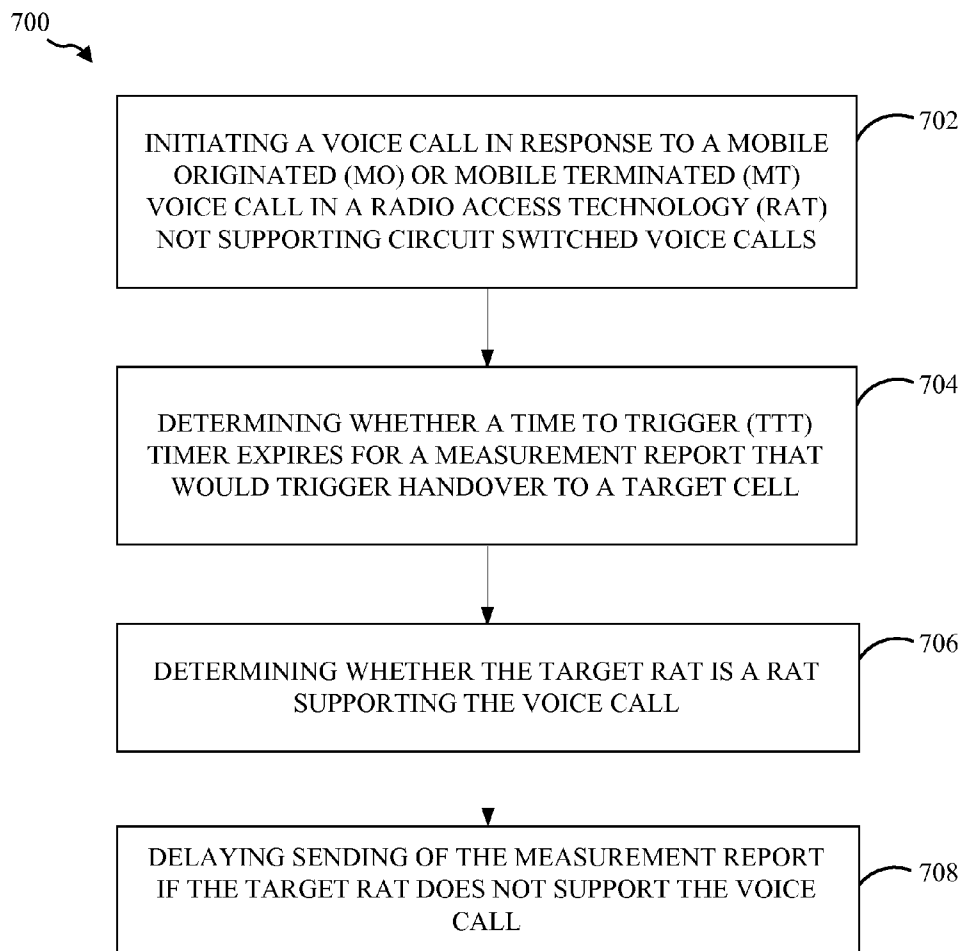 700
INITIATING A VOICE CALL IN RESPONSE TO A MOBILE
ORIGINATED (MO) OR MOBILE TERMINATED (MT)
VOICE CALL IN A RADIO ACCESS TECHNOLOGY (RAT)
NOT SUPPORTING CIRCUIT SWITCHED VOICE CALLS
702
DETERMINING WHETHER A TIME TO TRIGGER (TTT)
TIMER EXPIRES FOR A MEASUREMENT REPORT THAT
WOULD TRIGGER HANDOVER TO A TARGET CELL
704
DETERMINING WHETHER THE TARGET RAT IS A RAT
SUPPORTING THE VOICE CALL
706
DELAYING SENDING OF THE MEASUREMENT REPORT
IF THE TARGET RAT DOES NOT SUPPORT THE VOICE
CALL
708